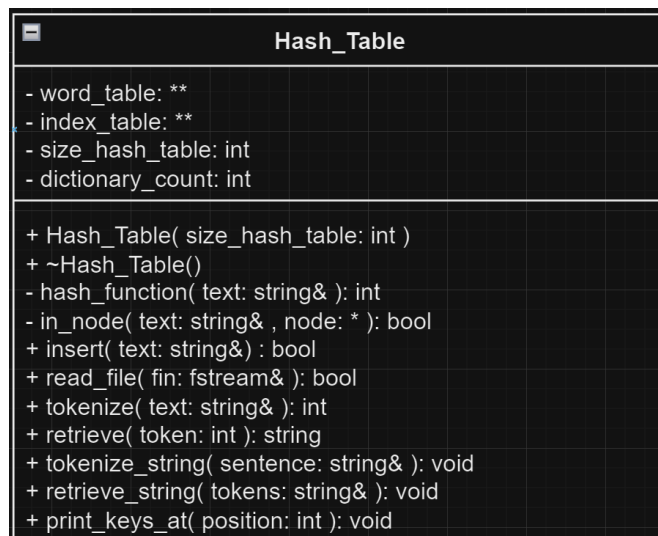 Hash_Table
- word_table: **
- index_table: **
- size_hash_table: int
- dictionary_count: int
+ Hash_Table( size_hash_table: int )
+ ~Hash_Table()
- hash_function( text: string& ): int
- in_node( text: string& , node: * ): bool
+ insert( text: string&) : bool
+ read_file( fin: fstream& ): bool
+ tokenize( text: string& ): int
+ retrieve( token: int ): string
+ tokenize_string( sentence: string& ): void
+ retrieve_string( tokens: string& ): void
+ print_keys_at( position: int ): void